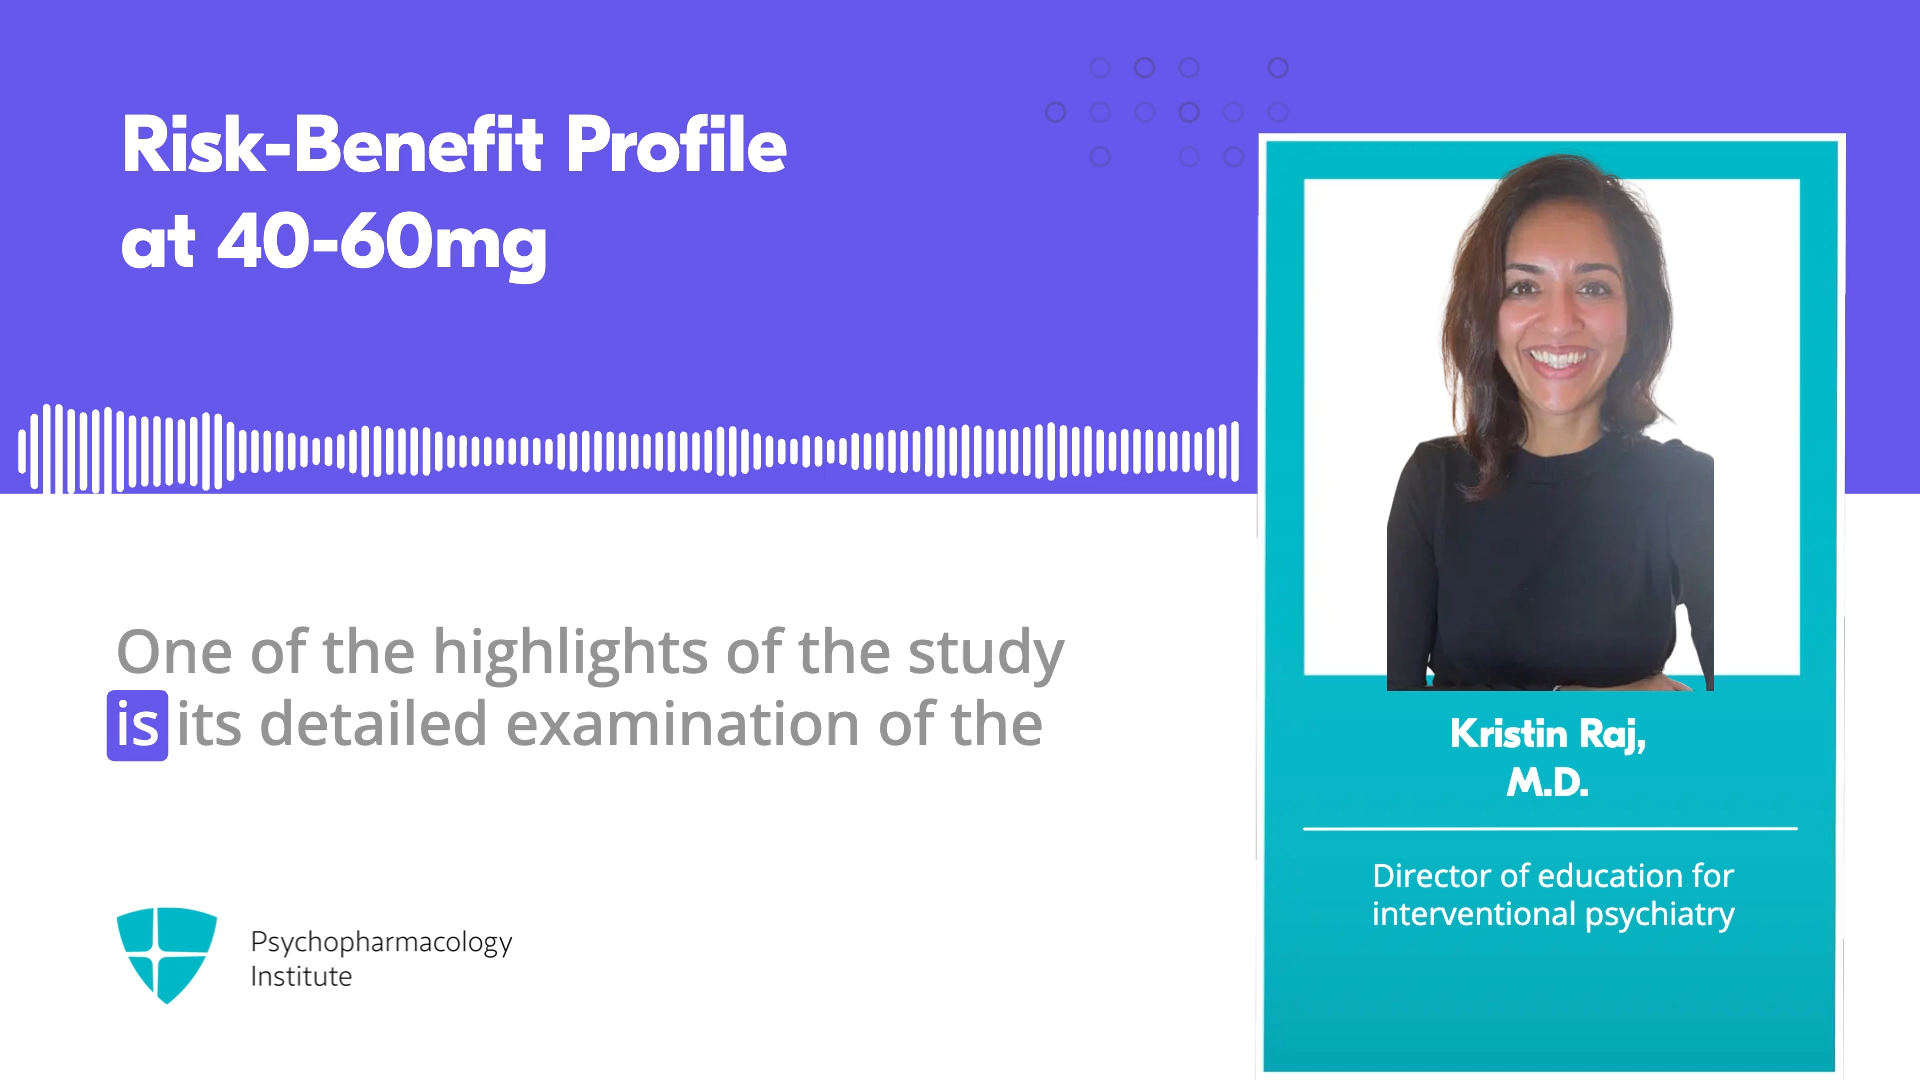 Risk-Benefit Profile
at 40-60mg
One of the highlights of the study
is its detailed examination of the
Psychopharmacology
Institute
Kristin Raj,
M.D.
Director of education for
interventional psychiatry